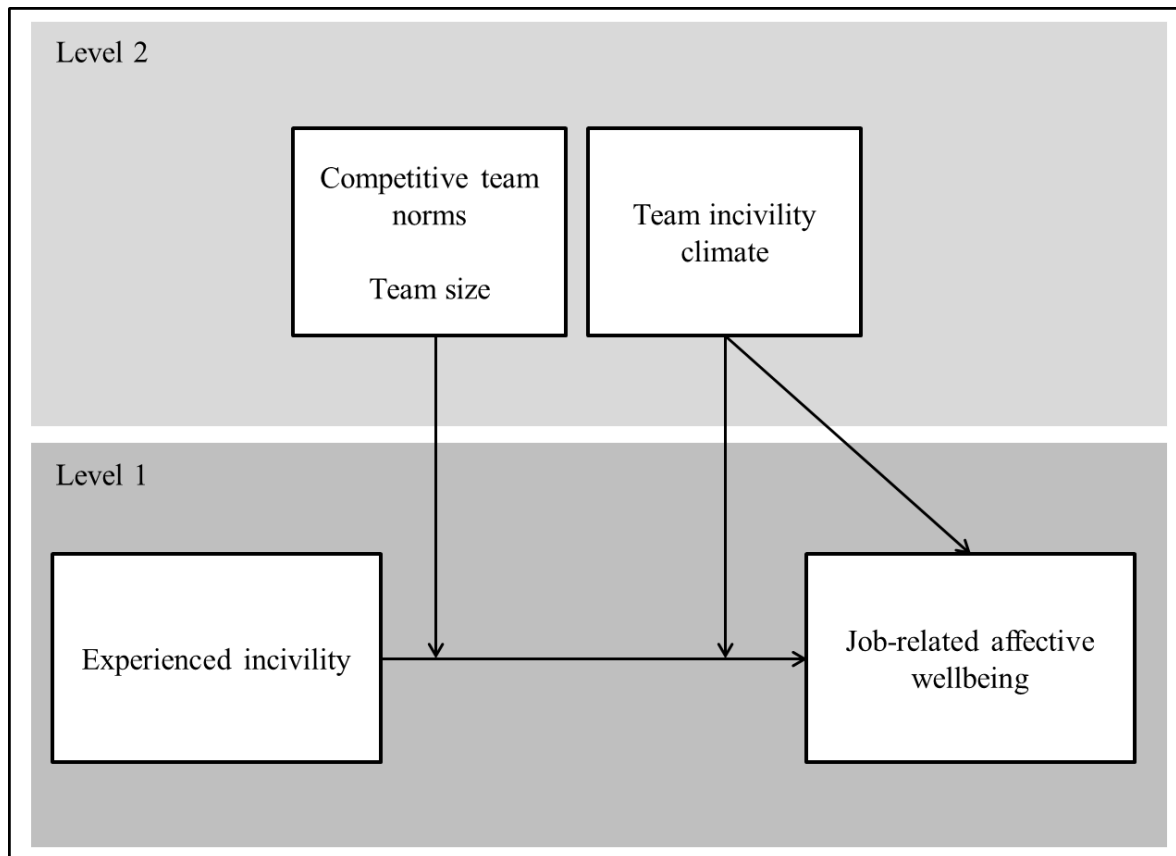 Level 2
Competitive team
norms
Team size
Team incivility
climate
Level 1
Experienced incivility
Job-related affective
wellbeing